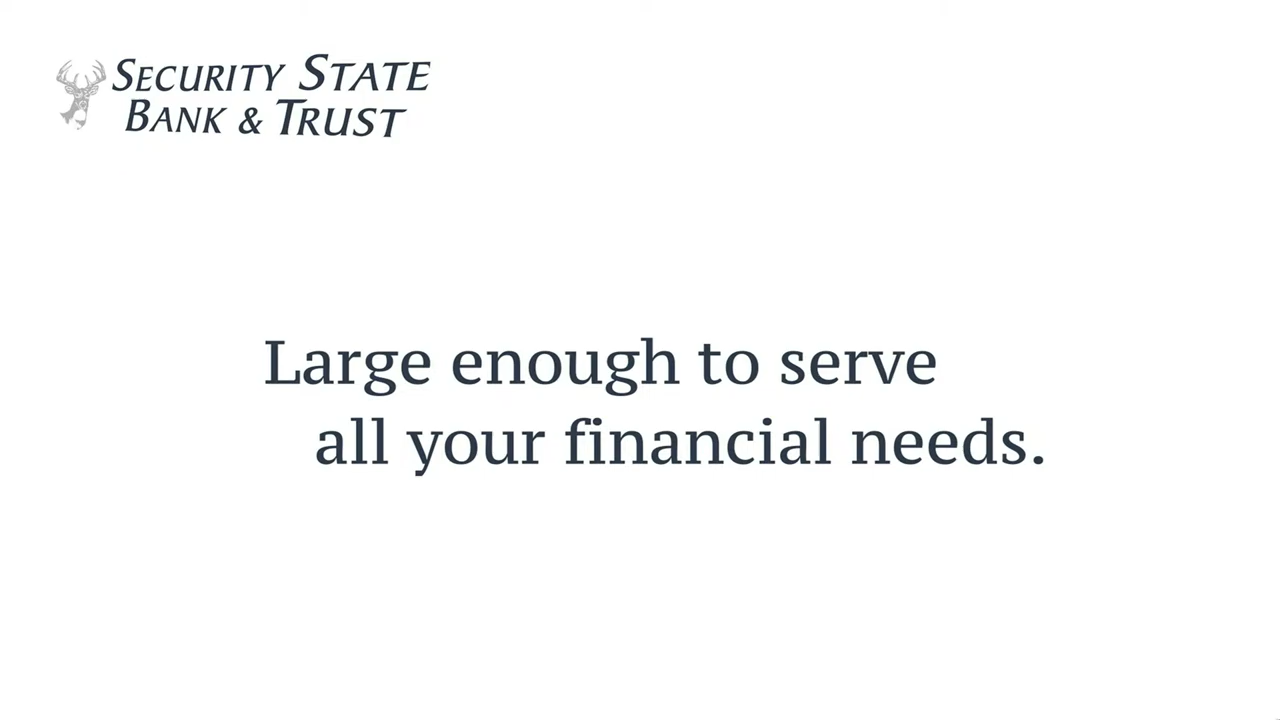 SECURITY STATE
BANK & TRUST
Large enough to serve
all your financial needs.